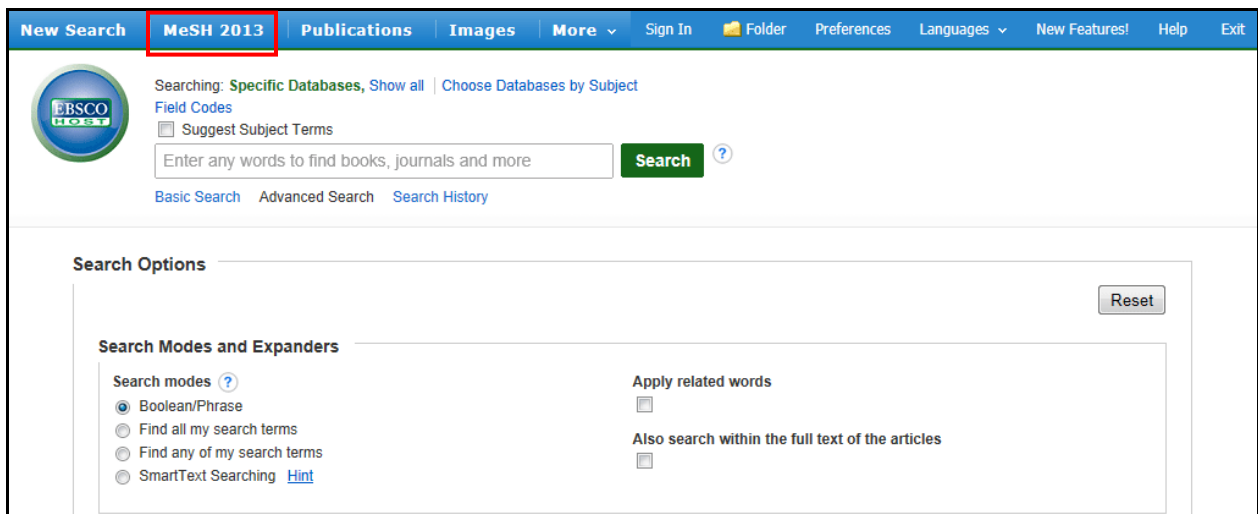 New Search MeSH 2013 Publications Images More Sign In Folder Preferences Languages New Features! Help Exit
Searching: Specific Databases, Show all Choose Databases by Subject
EBSCO
HOST
Field Codes
Suggest Subject Terms
Enter any words to find books, journals and more Search ?
Basic Search Advanced Search Search History
Search Options
Reset
Search Modes and Expanders
Search modes ? Apply related words
Boolean/Phrase
Find all my search terms
Also search within the full text of the articles
Find any of my search terms
SmartText Searching Hint